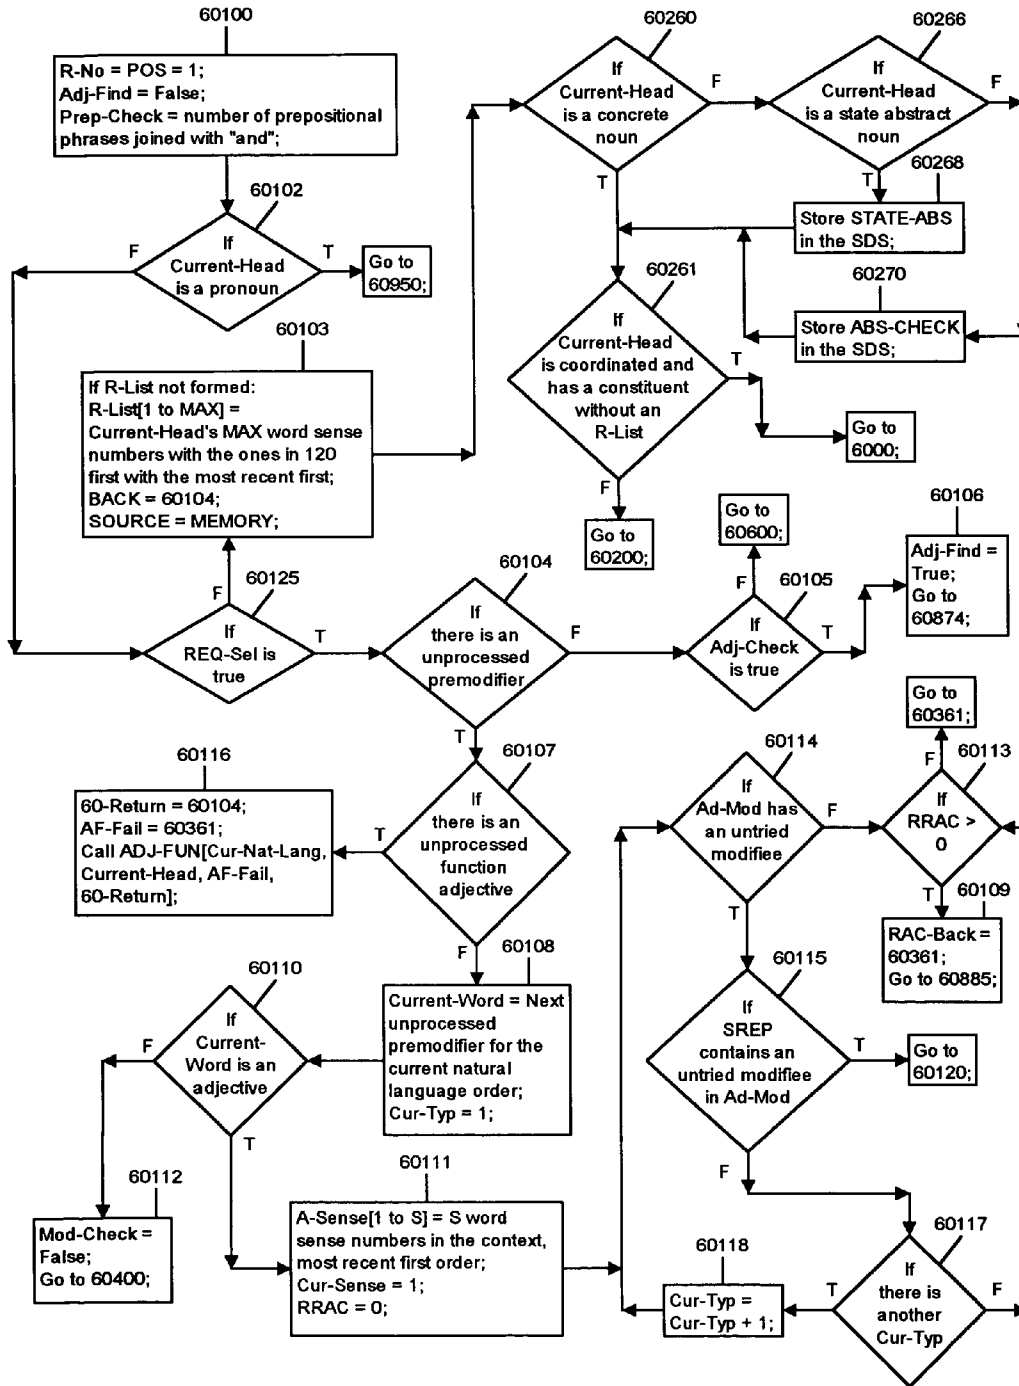 60100
R-No = POS = 1;
Adj-Find = False;
Prep-Check = number of prepositional
phrases joined with "and";
60102
If
Current-Head
is a pronoun
F
T
Go to
60950;
60103
If R-List not formed:
R-List[1 to MAX] =
Current-Head's MAX word sense
numbers with the ones in 120
first with the most recent first;
BACK = 60104;
SOURCE = MEMORY;
60260
If
Current-Head
is a concrete
noun
F
T
60266
If
Current-Head
is a state abstract
noun
F
T
60268
Store STATE-ABS
in the SDS;
60270
Store ABS-CHECK
in the SDS;
60261
If
Current-Head
is coordinated and
has a constituent
without an
R-List
T
F
Go to
6000;
Go to
60200;
60125
If
REQ-Sel is
true
F
T
60104
If
there is an
unprocessed
premodifier
F
T
Go to
60600;
60105
If
Adj-Check
is true
F
T
60106
Adj-Find =
True;
Go to
60874;
60116
60-Return = 60104;
AF-Fail = 60361;
Call ADJ-FUN[Cur-Nat-Lang,
Current-Head, AF-Fail,
60-Return];
60107
If
there is an
unprocessed
function
adjective
T
F
60114
If
Ad-Mod has
an untried
modifiee
F
T
Go to
60361;
60113
If
RRAC >
0
F
T
60109
RAC-Back =
60361;
Go to 60885;
60110
If
Current-
Word is an
adjective
F
T
60108
Current-Word = Next
unprocessed
premodifier for the
current natural
language order;
Cur-Typ = 1;
60115
If
SREP
contains an
untried modifiee
in Ad-Mod
T
F
Go to
60120;
60112
Mod-Check =
False;
Go to 60400;
60111
A-Sense[1 to S] = S word
sense numbers in the context,
most recent first order;
Cur-Sense = 1;
RRAC = 0;
60118
Cur-Typ =
Cur-Typ + 1;
60117
If
there is
another
Cur-Typ
T
F